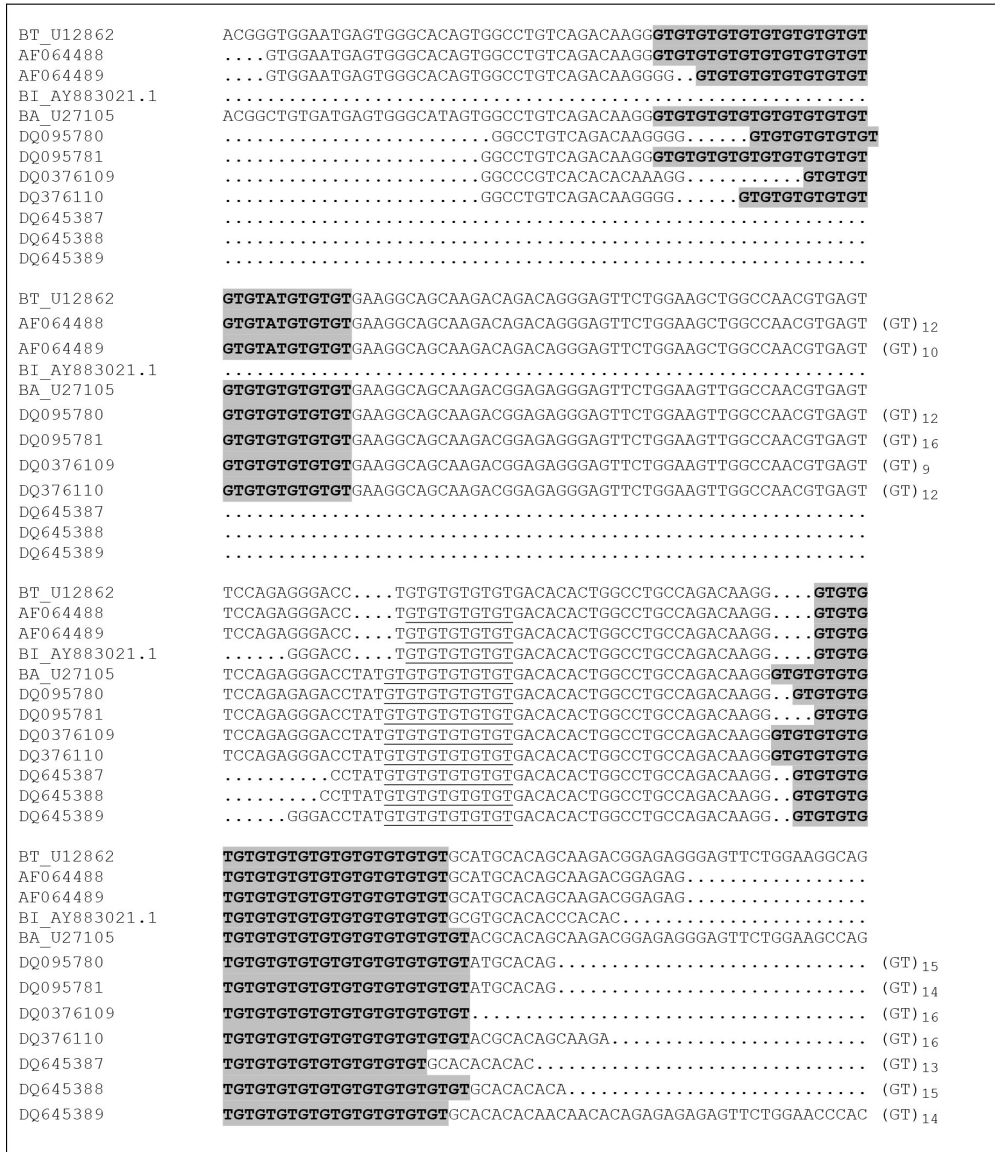 BT_U12862 ACGGGTGGAATGAGTGGGCACAGTGGCCTGTCAGACAAGGGTGTGTGTGTGTGTGTGTGT
AF064488 ....GTGGAATGAGTGGGCACAGTGGCCTGTCAGACAAGGGTGTGTGTGTGTGTGTGTGT
AF064489 ....GTGGAATGAGTGGGCACAGTGGCCTGTCAGACAAGGGG..GTGTGTGTGTGTGTGT
BI_AY883021.1 ............................................................
BA_U27105 ACGGCTGTGATGAGTGGGCATAGTGGCCTGTCAGACAAGGGTGTGTGTGTGTGTGTGTGT
DQ095780 .........................GGCCTGTCAGACAAGGGG......GTGTGTGTGTGT
DQ095781 ........................GGCCTGTCAGACAAGGGTGTGTGTGTGTGTGTGTGT
DQ0376109 ........................GGCCCGTCACACACAAAGG...........GTGTGT
DQ376110 ........................GGCCTGTCAGACAAGGGG......GTGTGTGTGTGT
DQ645387 ............................................................
DQ645388 ............................................................
DQ645389 ............................................................
BT_U12862 GTGTATGTGTGTGAAGGCAGCAAGACAGACAGGGAGTTCTGGAAGCTGGCCAACGTGAGT
AF064488 GTGTATGTGTGTGAAGGCAGCAAGACAGACAGGGAGTTCTGGAAGCTGGCCAACGTGAGT (GT)12
AF064489 GTGTATGTGTGTGAAGGCAGCAAGACAGACAGGGAGTTCTGGAAGCTGGCCAACGTGAGT (GT)10
BI_AY883021.1 ............................................................
BA_U27105 GTGTGTGTGTGTGAAGGCAGCAAGACGGAGAGGGAGTTCTGGAAGTTGGCCAACGTGAGT
DQ095780 GTGTGTGTGTGTGAAGGCAGCAAGACGGAGAGGGAGTTCTGGAAGTTGGCCAACGTGAGT (GT)12
DQ095781 GTGTGTGTGTGTGAAGGCAGCAAGACGGAGAGGGAGTTCTGGAAGTTGGCCAACGTGAGT (GT)16
DQ0376109 GTGTGTGTGTGTGAAGGCAGCAAGACGGAGAGGGAGTTCTGGAAGTTGGCCAACGTGAGT (GT)9
DQ376110 GTGTGTGTGTGTGAAGGCAGCAAGACGGAGAGGGAGTTCTGGAAGTTGGCCAACGTGAGT (GT)12
DQ645387 ............................................................
DQ645388 ............................................................
DQ645389 ............................................................
BT_U12862 TCCAGAGGGACC....TGTGTGTGTGTGACACACTGGCCTGCCAGACAAGG....GTGTG
AF064488 TCCAGAGGGACC....TGTGTGTGTGTGACACACTGGCCTGCCAGACAAGG....GTGTG
AF064489 TCCAGAGGGACC....TGTGTGTGTGTGACACACTGGCCTGCCAGACAAGG....GTGTG
BI_AY883021.1 ......GGGACC....TGTGTGTGTGTGACACACTGGCCTGCCAGACAAGG....GTGTG
BA_U27105 TCCAGAGGGACCTATGTGTGTGTGTGTGACACACTGGCCTGCCAGACAAGGGTGTGTGTG
DQ095780 TCCAGAGAGACCTATGTGTGTGTGTGTGACACACTGGCCTGCCAGACAAGG..GTGTGTG
DQ095781 TCCAGAGGGACCTATGTGTGTGTGTGTGACACACTGGCCTGCCAGACAAGG....GTGTG
DQ0376109 TCCAGAGGGACCTATGTGTGTGTGTGTGACACACTGGCCTGCCAGACAAGGGTGTGTGTG
DQ376110 TCCAGAGGGACCTATGTGTGTGTGTGTGACACACTGGCCTGCCAGACAAGGGTGTGTGTG
DQ645387 ..........CCTATGTGTGTGTGTGTGACACACTGGCCTGCCAGACAAGG..GTGTGTG
DQ645388 .........CCTTATGTGTGTGTGTGTGACACACTGGCCTGCCAGACAAGG..GTGTGTG
DQ645389 ......GGGACCTATGTGTGTGTGTGTGACACACTGGCCTGCCAGACAAGG..GTGTGTG
BT_U12862 TGTGTGTGTGTGTGTGTGTGTGCATGCACAGCAAGACGGAGAGGGAGTTCTGGAAGGCAG
AF064488 TGTGTGTGTGTGTGTGTGTGTGCATGCACAGCAAGACGGAGAG.................
AF064489 TGTGTGTGTGTGTGTGTGTGTGCATGCACAGCAAGACGGAGAG.................
BI_AY883021.1 TGTGTGTGTGTGTGTGTGTGTGCGTGCACACCCACAC.......................
BA_U27105 TGTGTGTGTGTGTGTGTGTGTGTACGCACAGCAAGACGGAGAGGGAGTTCTGGAAGCCAG
DQ095780 TGTGTGTGTGTGTGTGTGTGTGTATGCACAG............................. (GT)15
DQ095781 TGTGTGTGTGTGTGTGTGTGTGTATGCACAG............................. (GT)14
DQ0376109 TGTGTGTGTGTGTGTGTGTGTGT..................................... (GT)16
DQ376110 TGTGTGTGTGTGTGTGTGTGTGTACGCACAGCAAGA........................ (GT)16
DQ645387 TGTGTGTGTGTGTGTGTGTGCACACACAC............................... (GT)13
DQ645388 TGTGTGTGTGTGTGTGTGTGTGTGCACACACA............................ (GT)15
DQ645389 TGTGTGTGTGTGTGTGTGTGTGCACACACAACAACACAGAGAGAGAGTTCTGGAACCCAC (GT)14